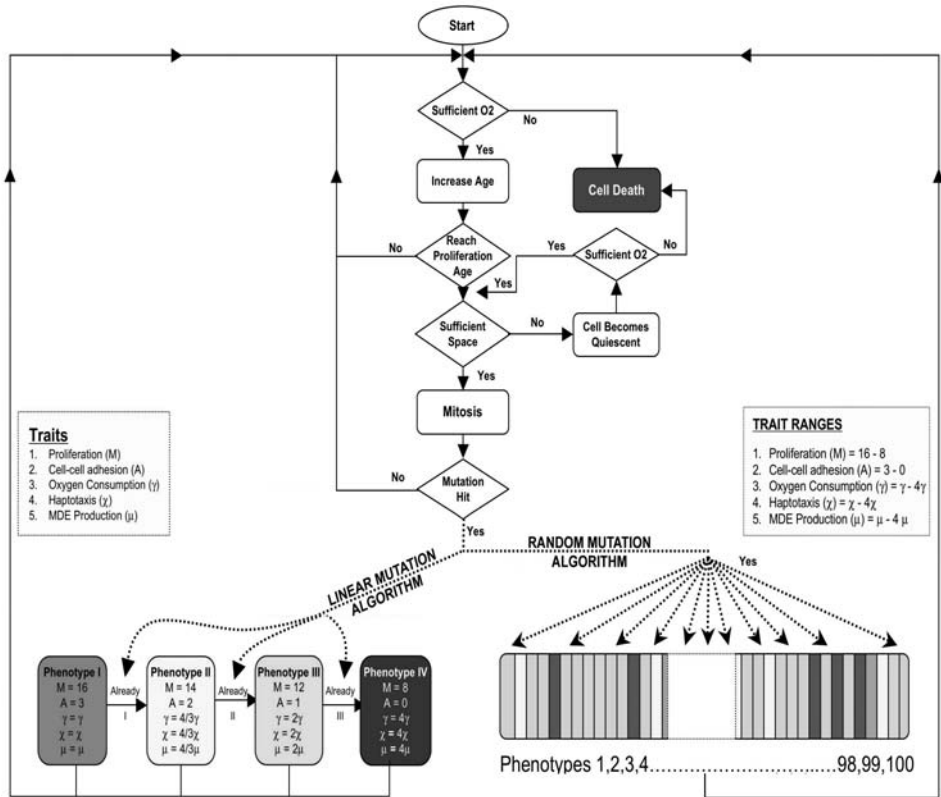 Start
Sufficient O2
No
Yes
Increase Age
Cell Death
Reach
Proliferation
Age
No
Yes
Yes
Sufficient O2
No
Sufficient
Space
No
Cell Becomes
Quiescent
Yes
Mitosis
Mutation
Hit
No
Yes
Traits
1. Proliferation (M)
2. Cell-cell adhesion (A)
3. Oxygen Consumption (γ)
4. Haptotaxis (χ)
5. MDE Production (μ)
TRAIT RANGES
1. Proliferation (M) = 16 - 8
2. Cell-cell adhesion (A) = 3 - 0
3. Oxygen Consumption (γ) = γ - 4γ
4. Haptotaxis (χ) = χ - 4χ
5. MDE Production (μ) = μ - 4 μ
LINEAR MUTATION
ALGORITHM
RANDOM MUTATION
ALGORITHM
Yes
Phenotype I
M = 16
A = 3
γ = γ
χ = χ
μ = μ
Already
I
Phenotype II
M = 14
A = 2
γ = 4/3γ
χ = 4/3χ
μ = 4/3μ
Already
II
Phenotype III
M = 12
A = 1
γ = 2γ
χ = 2χ
μ = 2μ
Already
III
Phenotype IV
M = 8
A = 0
γ = 4γ
χ = 4χ
μ = 4μ
Phenotypes 1,2,3,4..............................98,99,100